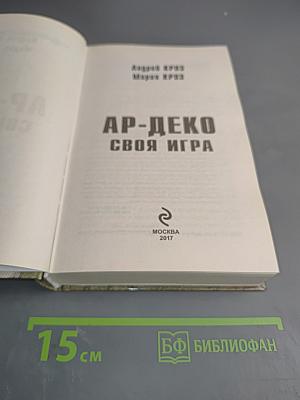 Андрей КРУЗ
Мария КРУЗ
АР-ДЕКО
СВОЯ ИГРА
МОСКВА
2017
15 см
БФ БИБЛИОФАН